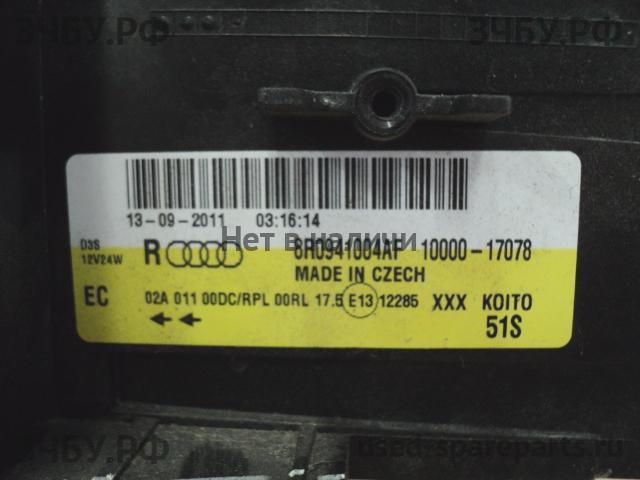 ЗЧБУ.РФ
ЗЧБУ.РФ
13-09-2011 03:16:14
D3S
12V24W
R 8R0941004AF-10000-17078
Нет в наличи
MADE IN CZECH
EC 02A 011 00DC/RPL 00RL 17.5 E13 12285 XXX KOITO
51S
ЗЧБУ.РФ
used-spareparts.ru